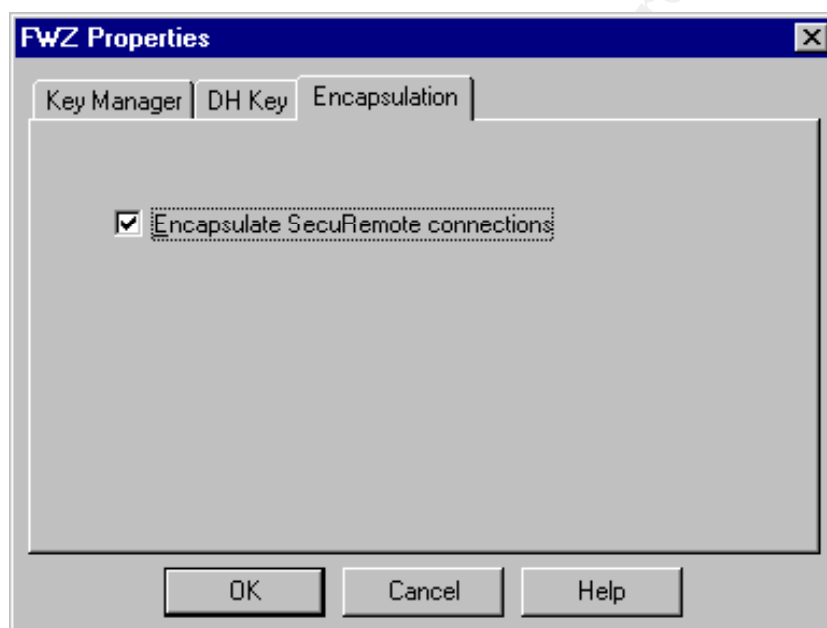 FWZ Properties
Key Manager DH Key Encapsulation
Encapsulate SecuRemote connections
OK Cancel Help